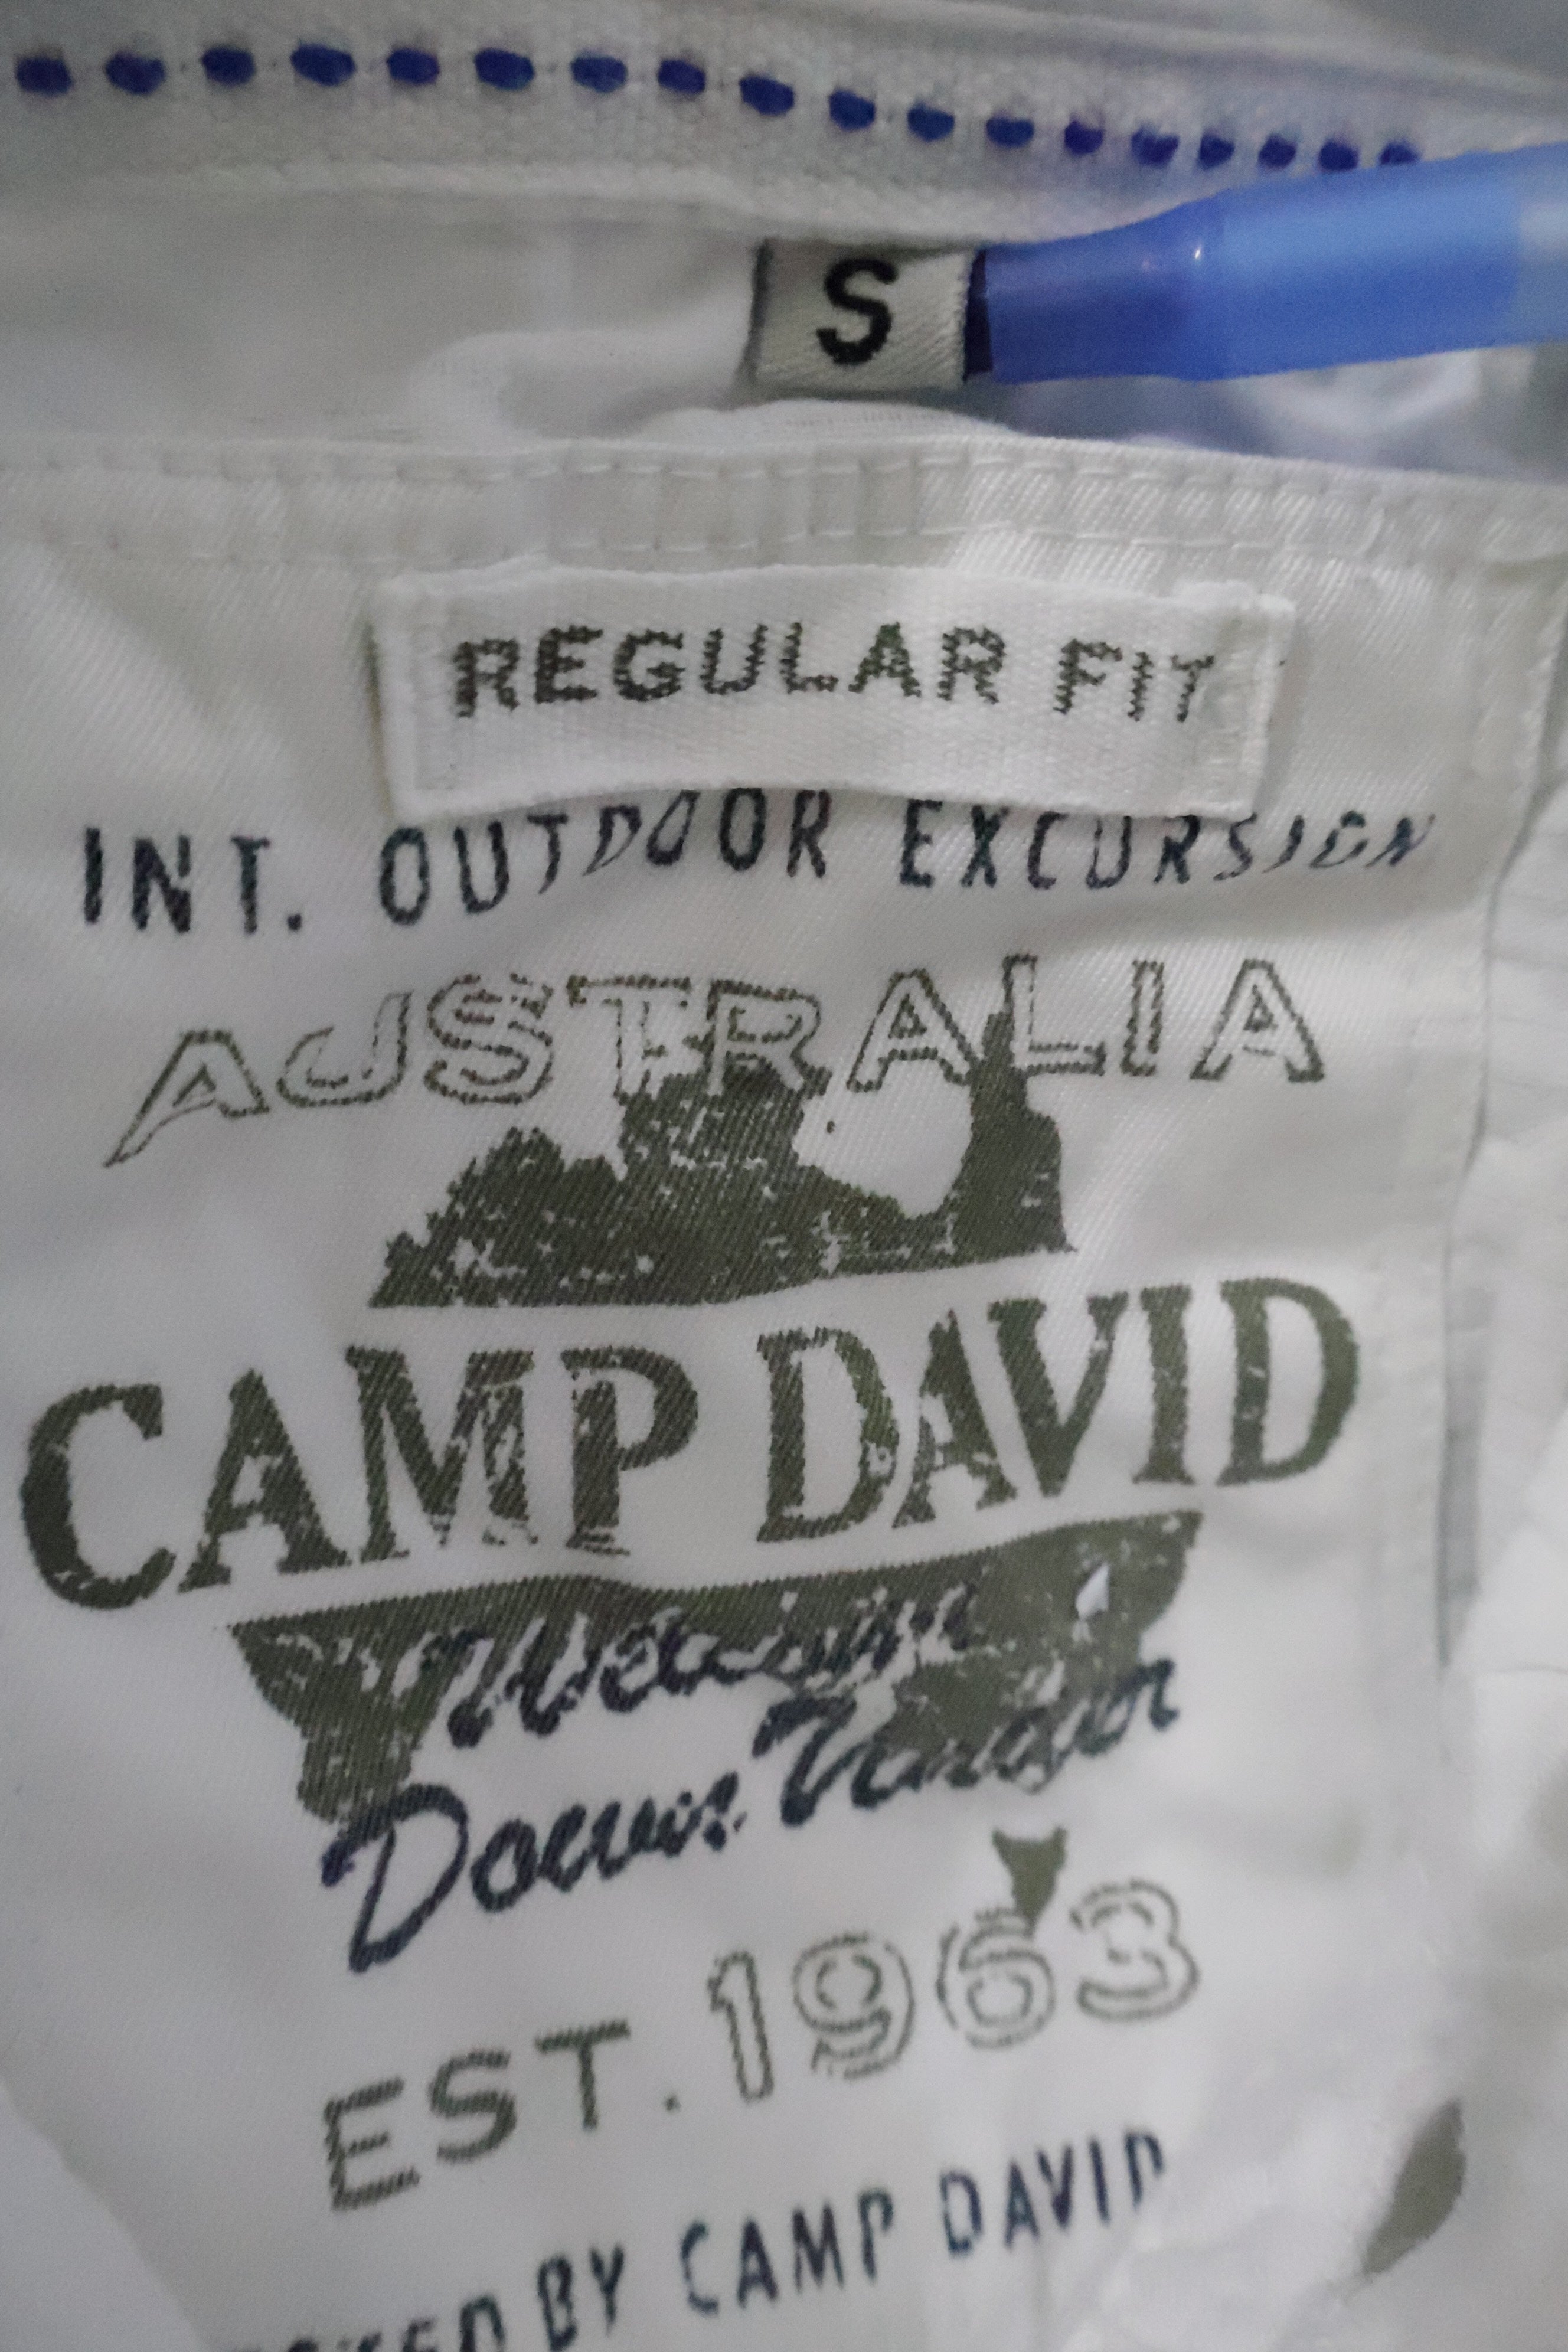 S
REGULAR FIT
INT. OUTDOOR EXCURSION
AUSTRALIA
CAMP DAVID
Down Under
EST. 1963
BY CAMP DAVID